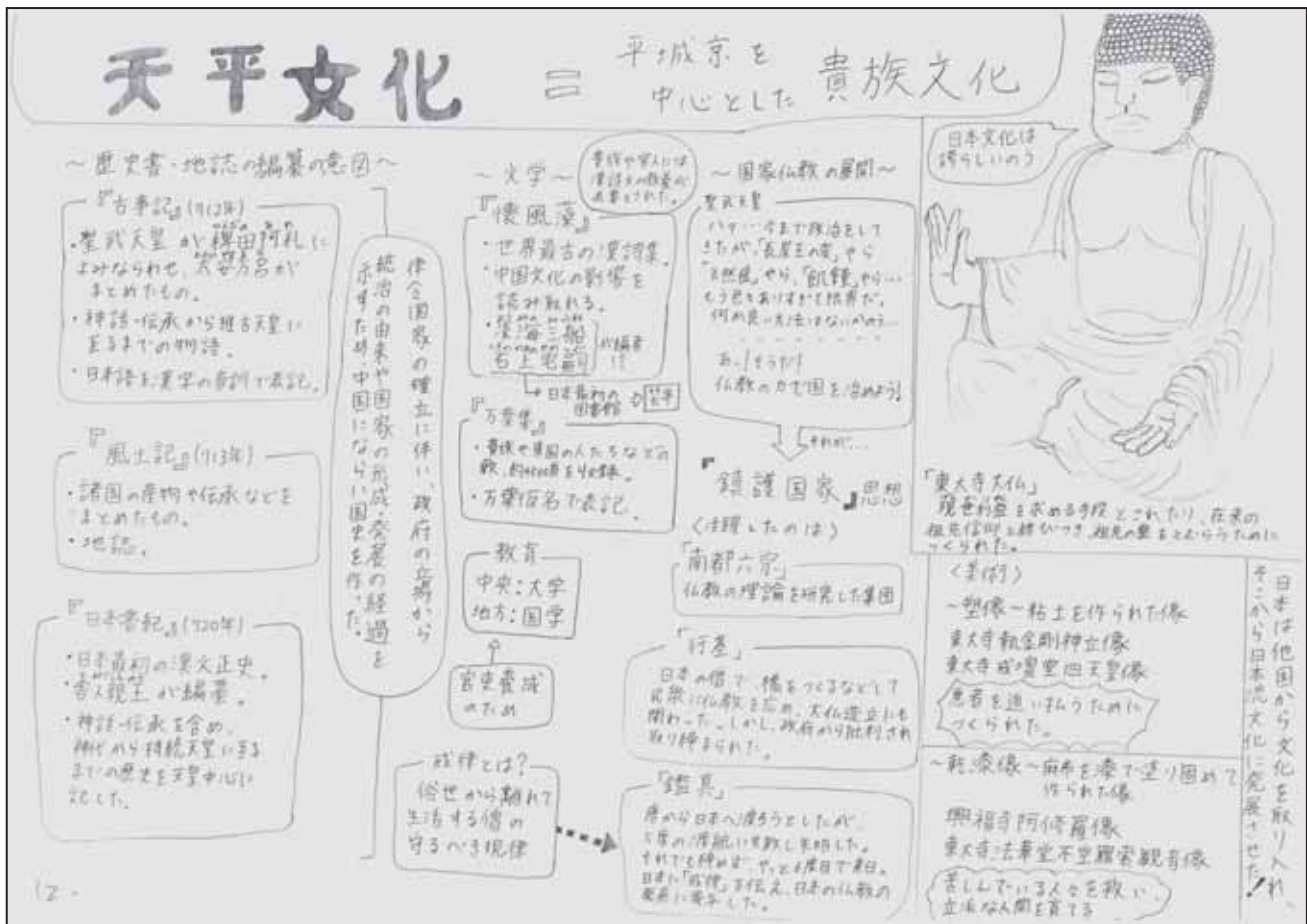 天平文化 = 平城京を
中心とした 貴族文化
～歴史書・地誌の編纂の意図～
『古事記』(712年)
・聖武天皇が稗田阿礼に
よみならわせ、太安万侶が
まとめたもの。
・神話・伝承から推古天皇に
至るまでの物語。
・日本語を漢字の音訓で表記。
『風土記』(713年)
・諸国の産物や伝承などを
まとめたもの。
・地誌。
『日本書紀』(720年)
・日本最初の漢文正史。
・舎人親王が編纂。
・神話・伝承を含め、
神代から持統天皇に至る
までの歴史を天皇中心に
記した。
律令国家の確立に伴い、政府の立場から
統治の由来や国家の形成・発展の経過を
示すため、中国にならい国史を作った。
～文学～
貴族や官人には
漢詩文の教養が
必要とされた。
『懐風藻』
・世界最古の漢詩集。
・中国文化の影響を
読み取れる。
・淡海三船
石上宅嗣
が編者
!?
→日本最初の
図書館
芸亭
『万葉集』
・貴族や東国の人たちなどの
歌、約4500首を収録。
・万葉仮名で表記。
教育
中央：大学
地方：国学
官吏養成
のため
戒律とは？
俗世から離れて
生活する僧の
守るべき規律
～国家仏教の展開～
聖武天皇
ハァ…今まで政治をして
きたが、「長屋王の変」やら
「天然痘」やら、「飢饉」やら…
もう色々ありすぎて限界だ。
何か良い方法はないかのう…
あ、そうだ!
仏教の力で国を治めよう!
それが…
『鎮護国家』思想
〈活躍したのは〉
「南都六宗」
仏教の理論を研究した集団
「行基」
日本の僧で、橋をつくるなどして
民衆に仏教を広め、大仏造立にも
関わった。しかし、政府から批判され
取り締まられた。
「鑑真」
唐から日本へ渡ろうとしたが、
5度の渡航に失敗し失明した。
それでも諦めず、やっと6度目で来日。
日本に「戒律」を伝え、日本の仏教の
発展に寄与した。
日本文化は
誇らしいのう
「東大寺大仏」
現世利益を求める手段とされたり、在来の
祖先信仰と結びつき、祖先の霊をとむらうために
つくられた。
〈美術〉
～塑像～粘土を作られた像
東大寺執金剛神立像
東大寺戒壇堂四天王像
悪者を追い払うために
つくられた。
～乾漆像～麻布を漆で塗り固めて
作られた像
興福寺阿修羅像
東大寺法華堂不空羂索観音像
苦しんでいる人々を救い、
立派な人間を育てる
日本は他国から文化を取り入れ、
そこから日本流文化に発展させた!
12.